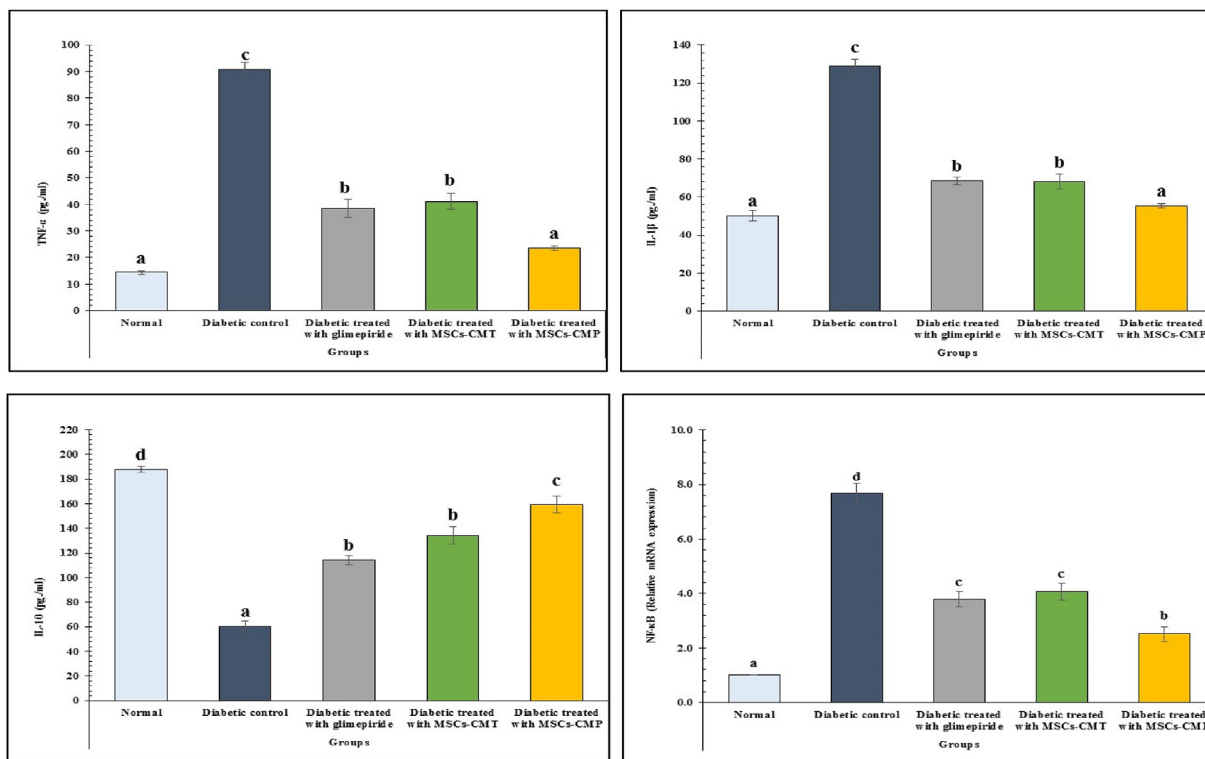 100
90
80
70
60
50
40
30
20
10
0
TNF-α (pg./ml)
a
c
b
b
a
Normal
Diabetic control
Diabetic treated
with glimepiride
Diabetic treated
with MSCs-CMT
Diabetic treated
with MSCs-CMP
Groups
140
120
100
80
60
40
20
0
IL-1β (pg./ml)
a
c
b
b
a
Normal
Diabetic control
Diabetic treated
with glimepiride
Diabetic treated
with MSCs-CMT
Diabetic treated
with MSCs-CMP
Groups
220
200
180
160
140
120
100
80
60
40
20
0
IL-10 (pg./ml)
d
a
b
b
c
Normal
Diabetic control
Diabetic treated
with glimepiride
Diabetic treated
with MSCs-CMT
Diabetic treated
with MSCs-CMP
Groups
10.0
8.0
6.0
4.0
2.0
0.0
NF-κB (Relative mRNA expression)
a
d
c
c
b
Normal
Diabetic control
Diabetic treated
with glimepiride
Diabetic treated
with MSCs-CMT
Diabetic treated
with MSCs-CMP
Groups